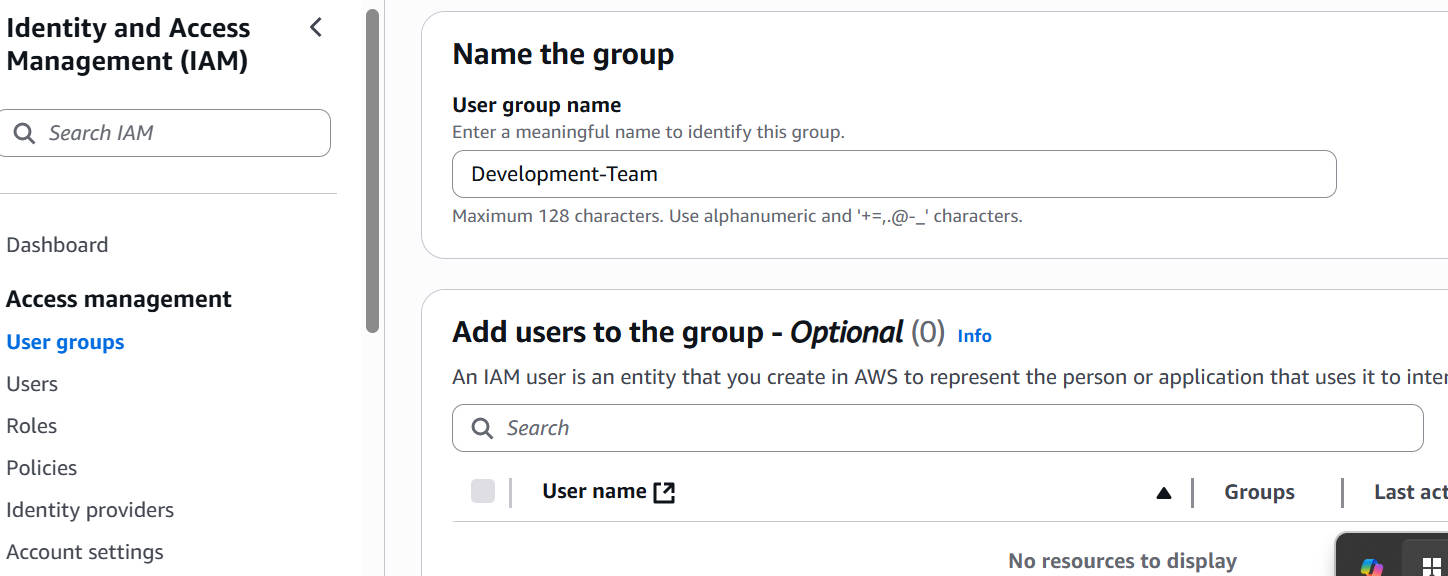 Identity and Access
Management (IAM)
Search IAM
Dashboard
Access management
User groups
Users
Roles
Policies
Identity providers
Account settings
Name the group
User group name
Enter a meaningful name to identify this group.
Development-Team
Maximum 128 characters. Use alphanumeric and '+=,.@-_' characters.
Add users to the group - Optional (0) Info
An IAM user is an entity that you create in AWS to represent the person or application that uses it to
Search
User name Groups Last
No resources to display